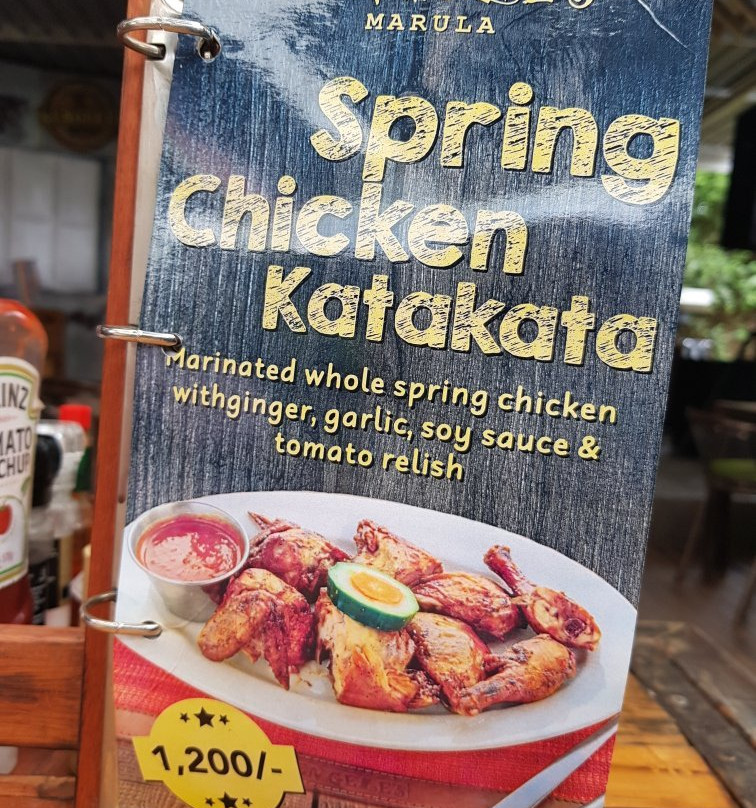 MARULA
Spring
Chicken
Katakata
Marinated whole spring chicken
withginger, garlic, soy sauce &
tomato relish
1,200/-